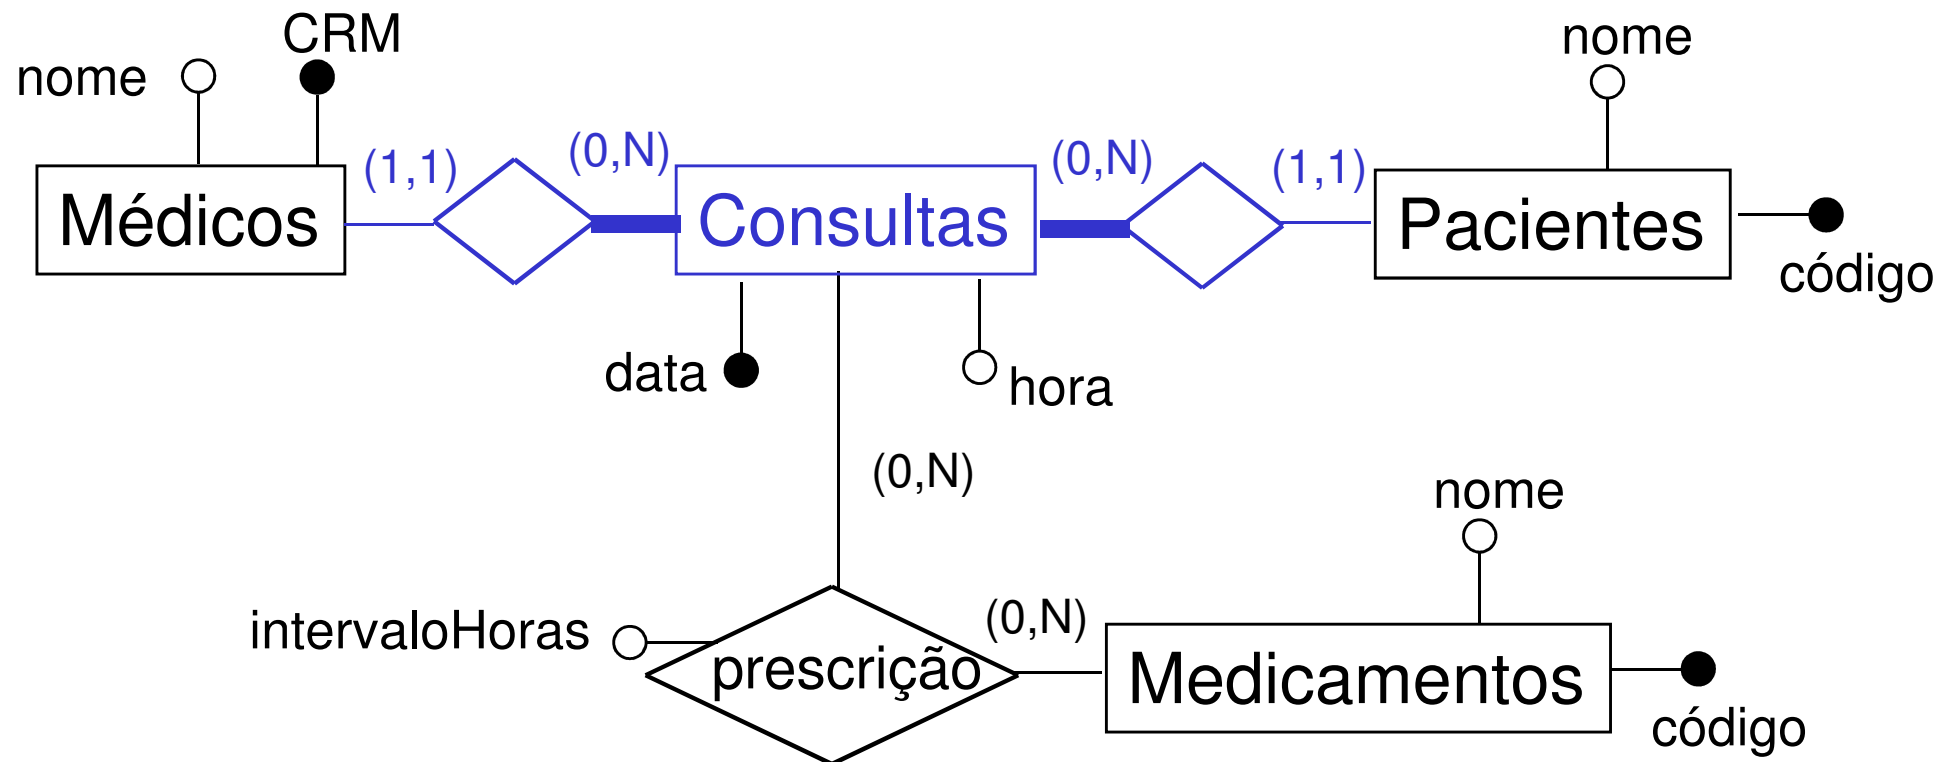 CRM
nome
nome
(1,1)
(0,N)
(0,N)
(1,1)
Médicos
Consultas
Pacientes
código
data
hora
(0,N)
nome
intervaloHoras
(0,N)
prescrição
Medicamentos
código